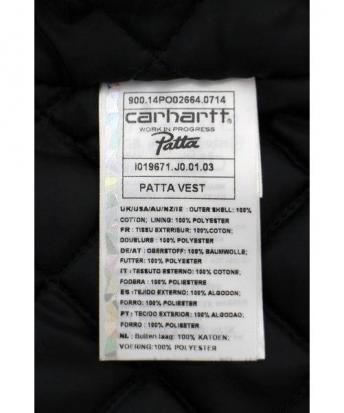 900.14PO02664.0714
carhartt
WORK IN PROGRESS
Patta
I019671.J0.01.03
PATTA VEST
UK/USA/AU/NZ/IE : OUTER SHELL: 100%
COTTON; LINING: 100% POLYESTER
FR : TISSU EXTERIEUR: 100%COTON;
DOUBLURE : 100% POLYESTER
DE/AT : OBERSTOFF: 100% BAUMWOLLE;
FUTTER: 100% POLYESTER
IT : TESSUTO ESTERNO: 100% COTONE,
FODERA : 100% POLIESTERE
ES : TEJIDO EXTERNO: 100% ALGODON;
FORRO: 100% POLIESTER
PT : TECIDO EXTERIOR: 100% ALGODAO,
FORRO : 100% POLIESTER
NL : Buiten laag: 100% KATOEN;
VOERING:100% POLYESTER